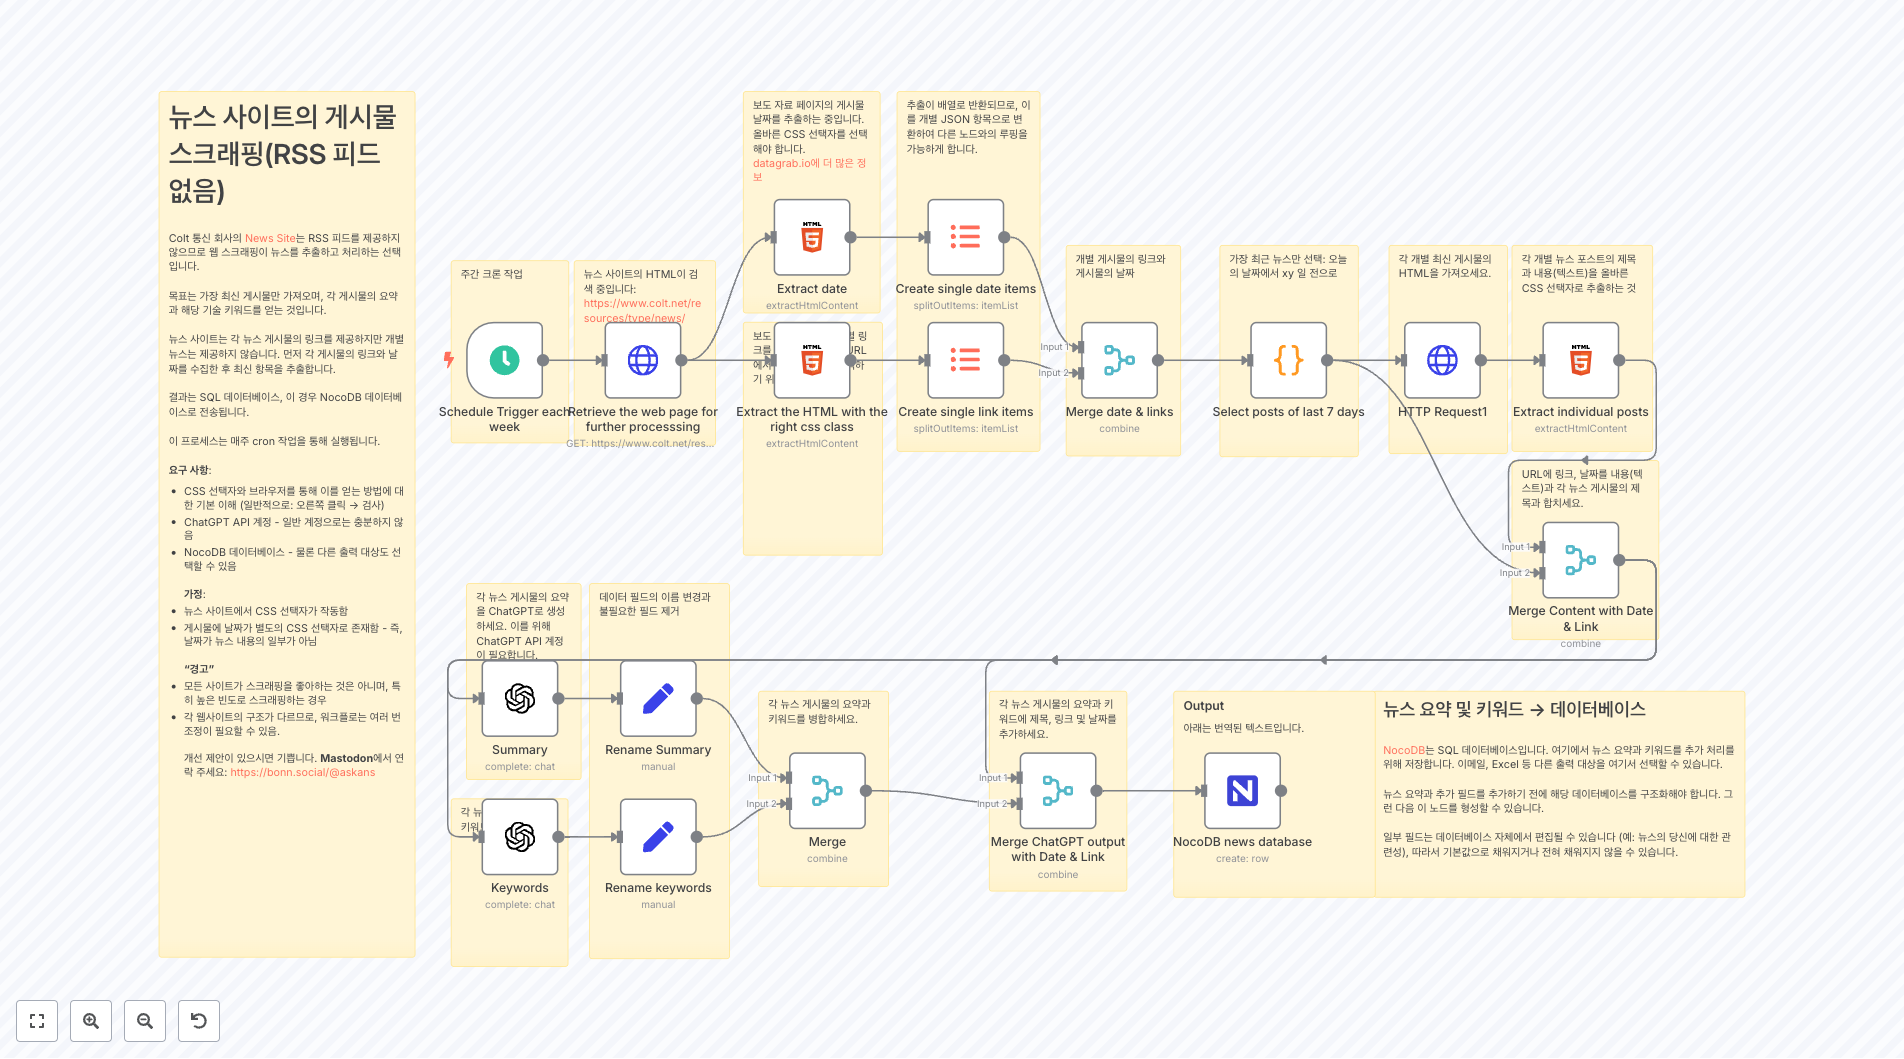 뉴스 사이트의 게시물
스크래핑(RSS 피드
없음)
Colt 통신 회사의 News Site는 RSS 피드를 제공하지
않으므로 웹 스크래핑이 뉴스를 추출하고 처리하는 선택
입니다.
목표는 가장 최신 게시물만 가져오며, 각 게시물의 요약
과 해당 기술 키워드를 얻는 것입니다.
뉴스 사이트는 각 뉴스 게시물의 링크를 제공하지만 개별
뉴스는 제공하지 않습니다. 먼저 각 게시물의 링크와 날
짜를 수집한 후 최신 항목을 추출합니다.
결과는 SQL 데이터베이스, 이 경우 NocoDB 데이터베
이스로 전송됩니다.
이 프로세스는 매주 cron 작업을 통해 실행됩니다.
요구 사항:
CSS 선택자와 브라우저를 통해 이를 얻는 방법에 대
한 기본 이해 (일반적으로: 오른쪽 클릭 → 검사)
ChatGPT API 계정 - 일반 계정으로는 충분하지 않
음
NocoDB 데이터베이스 - 물론 다른 출력 대상도 선
택할 수 있음
가정:
뉴스 사이트에서 CSS 선택자가 작동함
게시물에 날짜가 별도의 CSS 선택자로 존재함 - 즉,
날짜가 뉴스 내용의 일부가 아님
“경고”
모든 사이트가 스크래핑을 좋아하는 것은 아니며, 특
히 높은 빈도로 스크래핑하는 경우
각 웹사이트의 구조가 다르므로, 워크플로는 여러 번
조정이 필요할 수 있음.
개선 제안이 있으시면 기쁩니다. Mastodon에서 연
락 주세요: https://bonn.social/@askans
주간 크론 작업
Schedule Trigger each
week
뉴스 사이트의 HTML이 검
색 중입니다:
https://www.colt.net/re
sources/type/news/
Retrieve the web page for
further processsing
GET: https://www.colt.net/res...
보도 자료 페이지의 게시물
날짜를 추출하는 중입니다.
올바른 CSS 선택자를 선택
해야 합니다.
datagrab.io에 더 많은 정
보
Extract date
extractHtmlContent
보도
크를
에서
기 위
링
URL
하
Extract the HTML with the
right css class
extractHtmlContent
추출이 배열로 반환되므로, 이
를 개별 JSON 항목으로 변
환하여 다른 노드와의 루핑을
가능하게 합니다.
Create single date items
splitOutItems: itemList
Create single link items
splitOutItems: itemList
개별 게시물의 링크와
게시물의 날짜
Input 1
Input 2
Merge date & links
combine
가장 최근 뉴스만 선택: 오늘
의 날짜에서 xy 일 전으로
Select posts of last 7 days
각 개별 최신 게시물의
HTML을 가져오세요.
HTTP Request1
각 개별 뉴스 포스트의 제목
과 내용(텍스트)을 올바른
CSS 선택자로 추출하는 것
Extract individual posts
extractHtmlContent
URL에 링크, 날짜를 내용(텍
스트)과 각 뉴스 게시물의 제
목과 합치세요.
Input 1
Input 2
Merge Content with Date
& Link
combine
각 뉴스 게시물의 요약
을 ChatGPT로 생성
하세요. 이를 위해
ChatGPT API 계정
이 필요합니다.
Summary
complete: chat
각 뉴
키워
Keywords
complete: chat
데이터 필드의 이름 변경과
불필요한 필드 제거
Rename Summary
manual
Rename keywords
manual
각 뉴스 게시물의 요약과
키워드를 병합하세요.
Input 1
Input 2
Merge
combine
각 뉴스 게시물의 요약과 키
워드에 제목, 링크 및 날짜를
추가하세요.
Input 1
Input 2
Merge ChatGPT output
with Date & Link
combine
Output
아래는 번역된 텍스트입니다.
NocoDB news database
create: row
뉴스 요약 및 키워드 → 데이터베이스
NocoDB는 SQL 데이터베이스입니다. 여기에서 뉴스 요약과 키워드를 추가 처리를
위해 저장합니다. 이메일, Excel 등 다른 출력 대상을 여기서 선택할 수 있습니다.
뉴스 요약과 추가 필드를 추가하기 전에 해당 데이터베이스를 구조화해야 합니다. 그
런 다음 이 노드를 형성할 수 있습니다.
일부 필드는 데이터베이스 자체에서 편집될 수 있습니다 (예: 뉴스의 당신에 대한 관
련성), 따라서 기본값으로 채워지거나 전혀 채워지지 않을 수 있습니다.